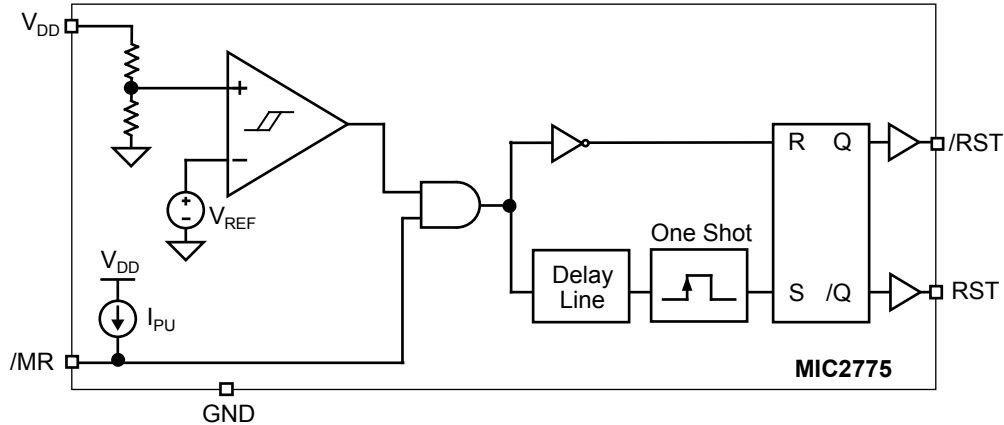 VDD
+
−
+
−
VREF
VDD
IPU
/MR
GND
One Shot
Delay
Line
R Q
S /Q
/RST
RST
MIC2775